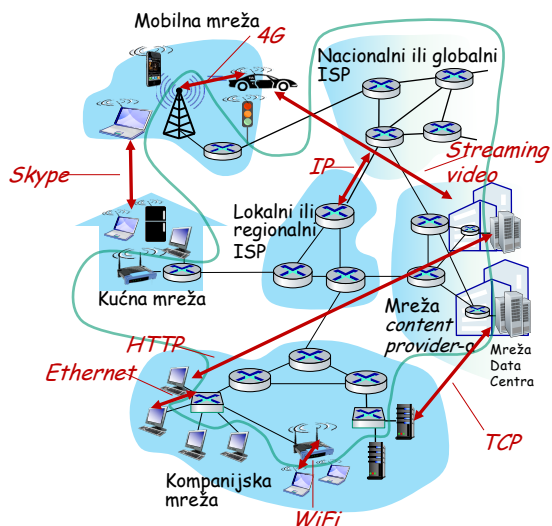 Mobilna mreža
4G
Nacionalni ili globalni
ISP
Skype
IP
Streaming
video
Lokalni ili
regionalni
ISP
Kućna mreža
Mreža
content
provider-a
Mreža
Data
Centra
HTTP
Ethernet
TCP
Kompanijska
mreža
WiFi